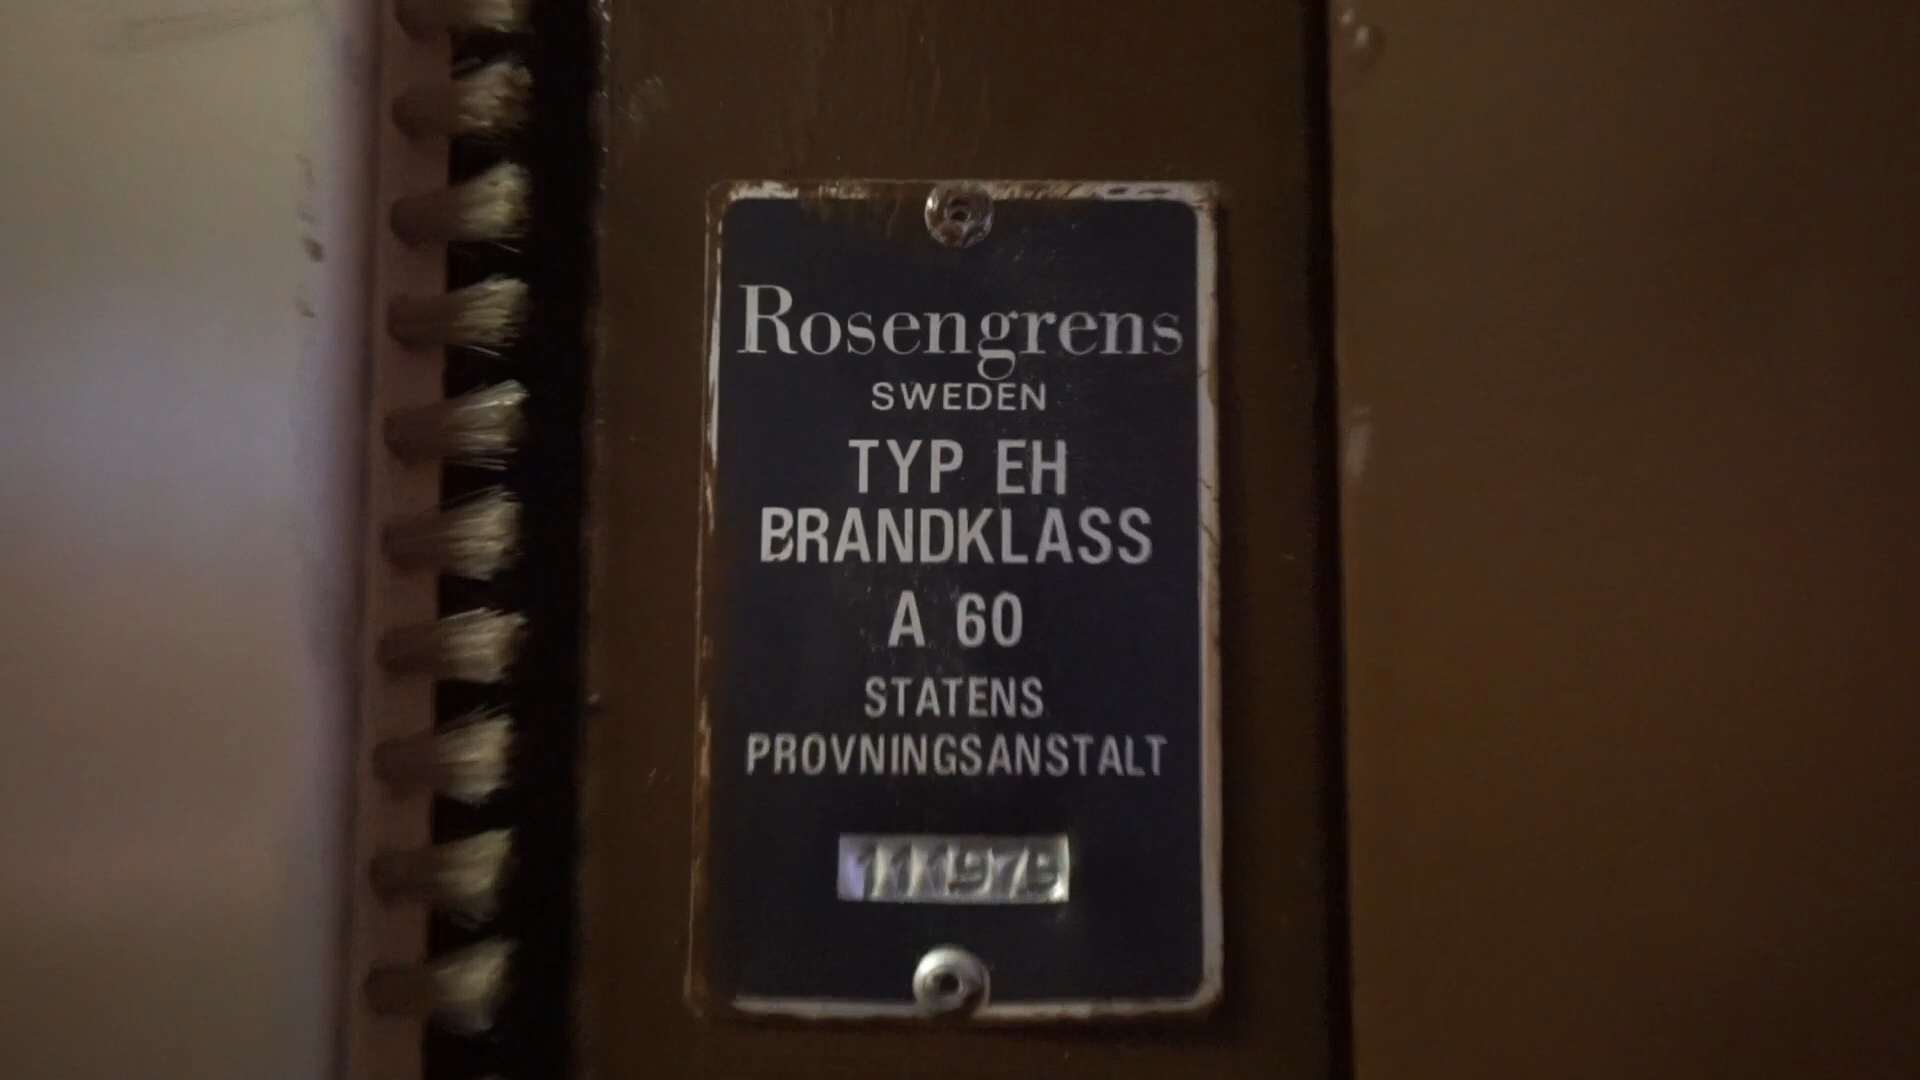 Rosengrens
SWEDEN
TYP EH
BRANDKLASS
A 60
STATENS
PROVNINGSANSTALT